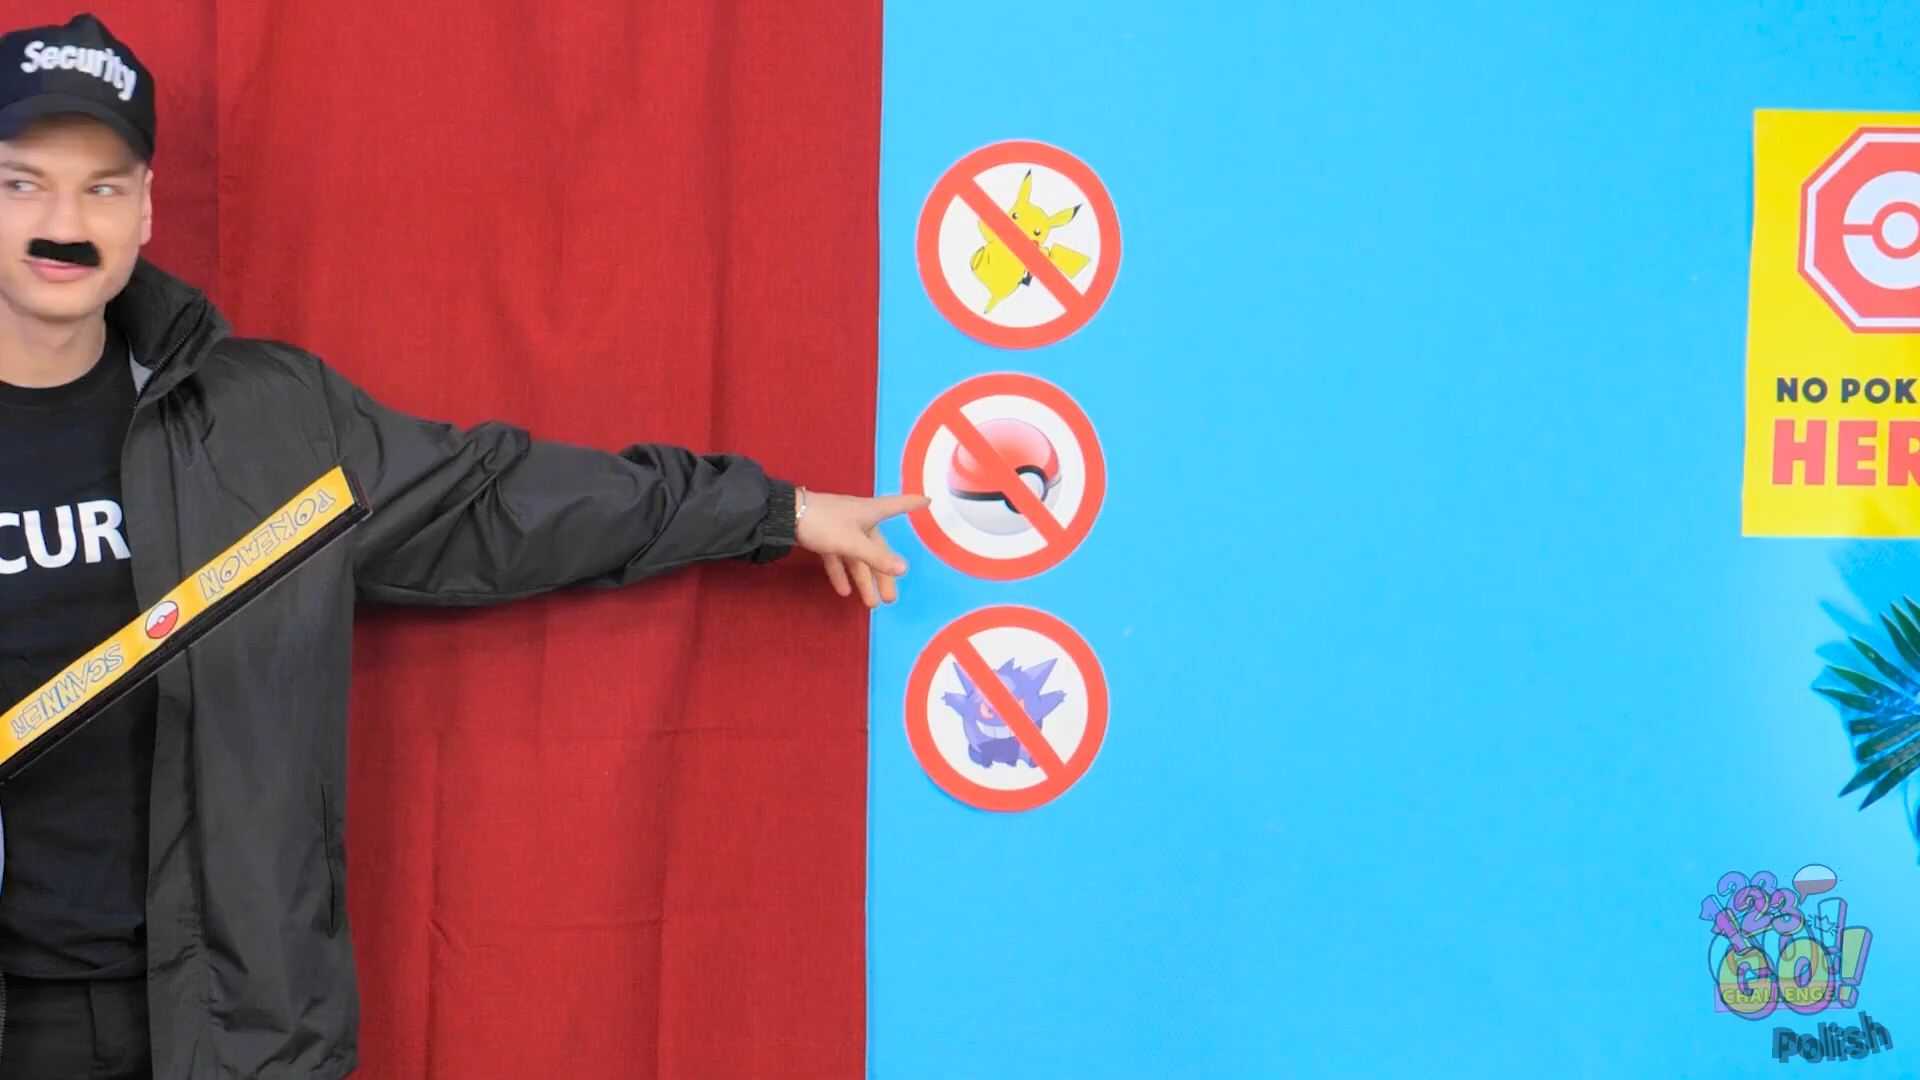 Security
CUR
POKEMON
SCANNER
NO POK
HER
123
GO!
CHALLENGE
Polish